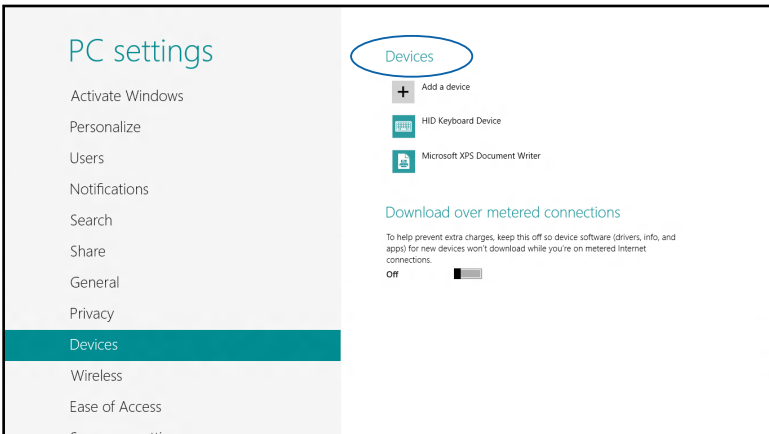 PC settings
Activate Windows
Personalize
Users
Notifications
Search
Share
General
Privacy
Devices
Wireless
Ease of Access
Devices
Add a device
HID Keyboard Device
Microsoft XPS Document Writer
Download over metered connections
To help prevent extra charges, keep this off so device software (drivers, info, and
apps) for new devices won't download while you're on metered Internet
connections.
Off